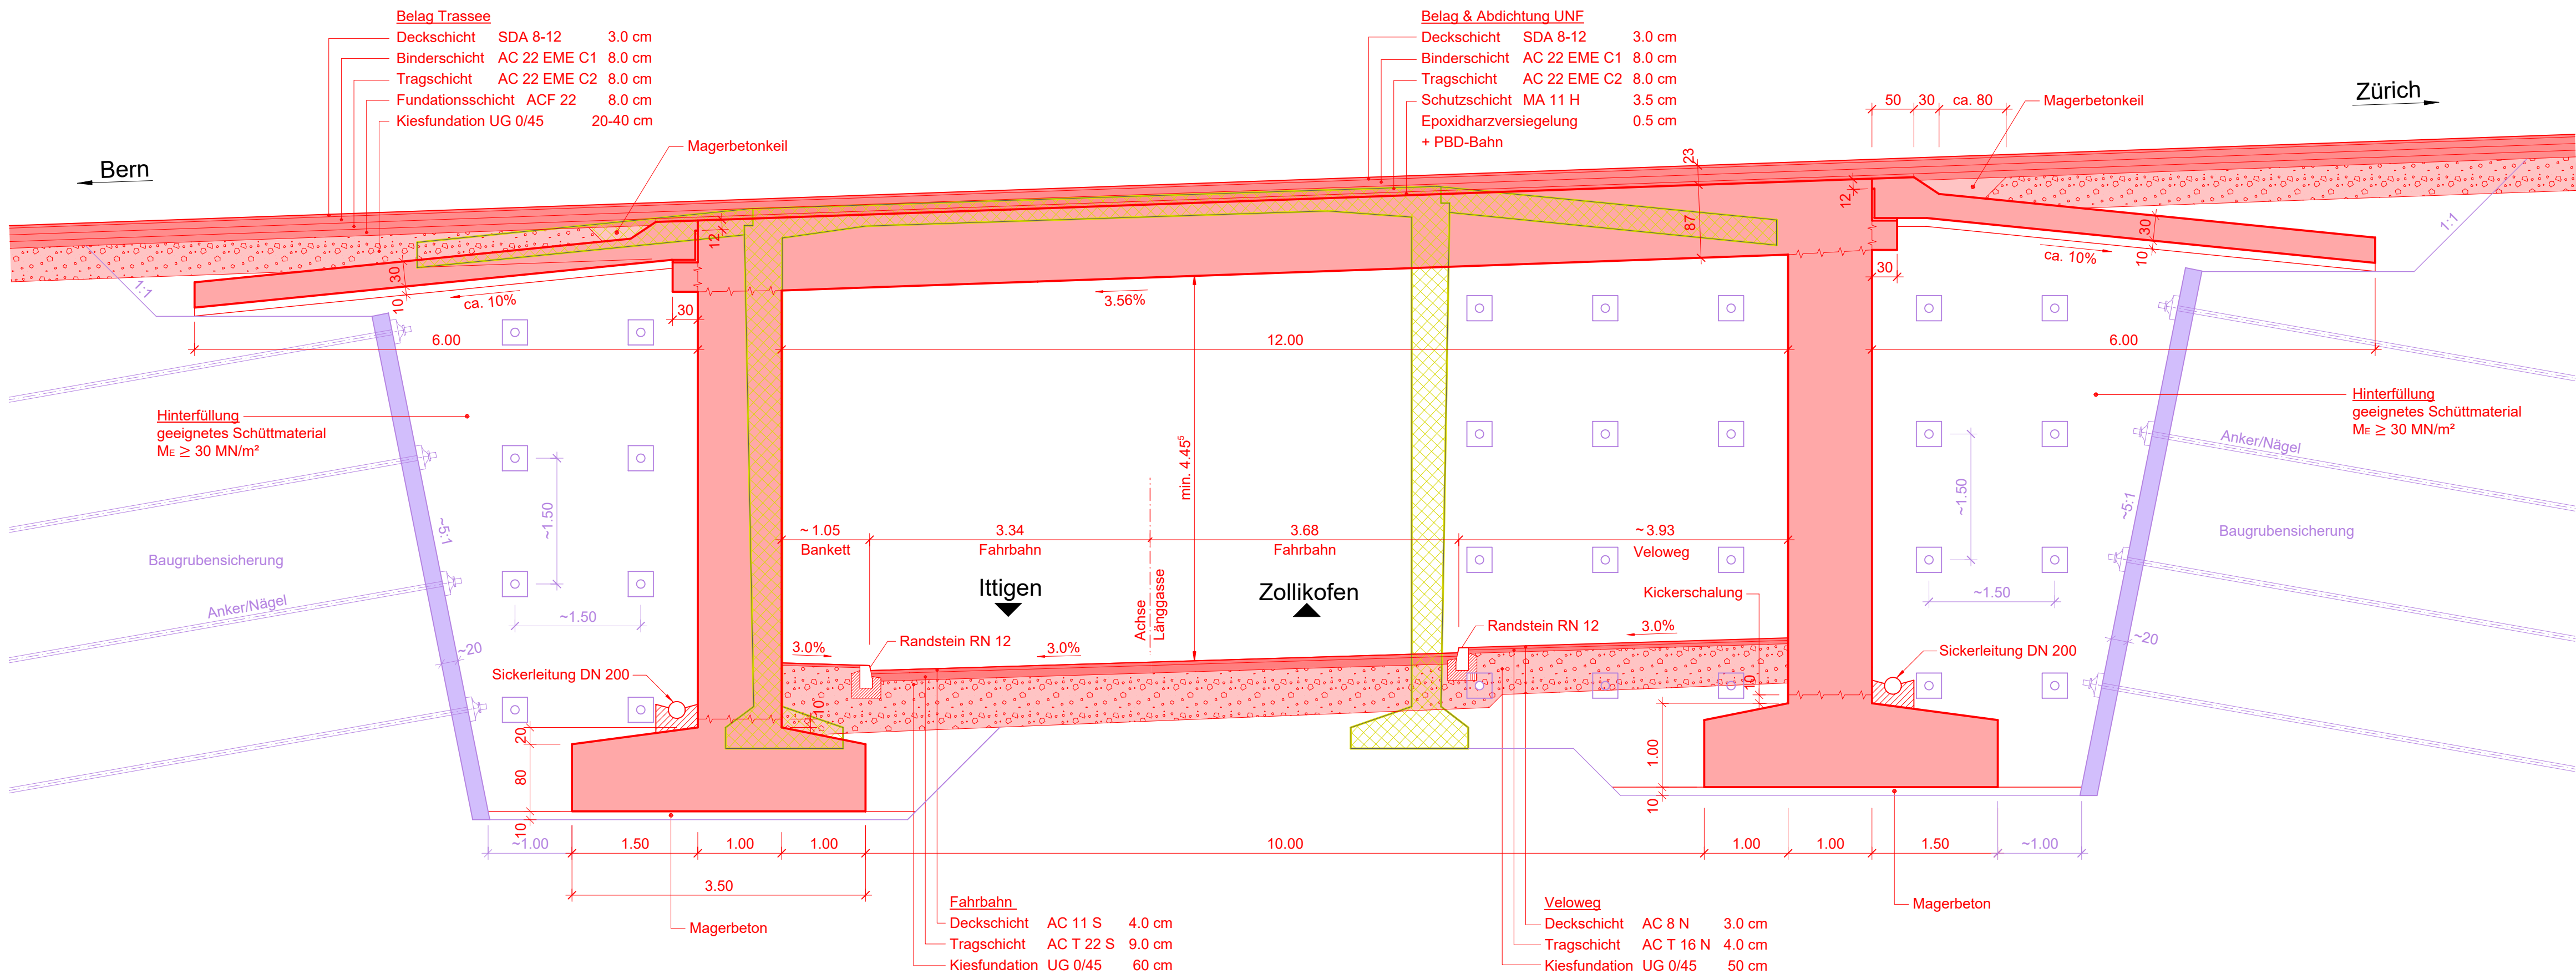 Belag Trassee
Deckschicht SDA 8-12 3.0 cm
Binderschicht AC 22 EME C1 8.0 cm
Tragschicht AC 22 EME C2 8.0 cm
Fundationsschicht ACF 22 8.0 cm
Kiesfundation UG 0/45 20-40 cm
Magerbetonkeil
Belag & Abdichtung UNF
Deckschicht SDA 8-12 3.0 cm
Binderschicht AC 22 EME C1 8.0 cm
Tragschicht AC 22 EME C2 8.0 cm
Schutzschicht MA 11 H 3.5 cm
Epoxidharzversiegelung 0.5 cm
+ PBD-Bahn
50 30 ca. 80
Magerbetonkeil
Zürich
Bern
23
87
12
12
30
10
ca. 10%
30
1:1
3.56%
30
ca. 10%
30
10
1:1
6.00
12.00
6.00
Hinterfüllung
geeignetes Schüttmaterial
ME ≥ 30 MN/m²
Hinterfüllung
geeignetes Schüttmaterial
ME ≥ 30 MN/m²
min. 4.45⁵
Anker/Nägel
~5:1
~1.50
~1.50
~5:1
~1.05
Bankett
3.34
Fahrbahn
3.68
Fahrbahn
~3.93
Veloweg
Baugrubensicherung
Baugrubensicherung
Ittigen
Zollikofen
Achse
Länggasse
Kickerschalung
Anker/Nägel
~1.50
~1.50
3.0%
Randstein RN 12
3.0%
Randstein RN 12
3.0%
~20
~20
Sickerleitung DN 200
Sickerleitung DN 200
10
10
20
80
10
1.00
10
~1.00 1.50 1.00 1.00 10.00 1.00 1.00 1.50 ~1.00
3.50
Magerbeton
Magerbeton
Fahrbahn
Deckschicht AC 11 S 4.0 cm
Tragschicht AC T 22 S 9.0 cm
Kiesfundation UG 0/45 60 cm
Veloweg
Deckschicht AC 8 N 3.0 cm
Tragschicht AC T 16 N 4.0 cm
Kiesfundation UG 0/45 50 cm